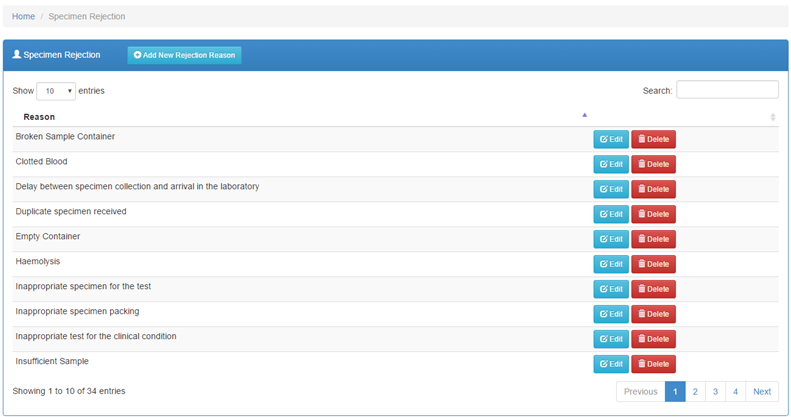 Home / Specimen Rejection
Specimen Rejection Add New Rejection Reason
Show 10 entries Search:
Reason
Broken Sample Container Edit Delete
Clotted Blood Edit Delete
Delay between specimen collection and arrival in the laboratory Edit Delete
Duplicate specimen received Edit Delete
Empty Container Edit Delete
Haemolysis Edit Delete
Inappropriate specimen for the test Edit Delete
Inappropriate specimen packing Edit Delete
Inappropriate test for the clinical condition Edit Delete
Insufficient Sample Edit Delete
Showing 1 to 10 of 34 entries Previous 1 2 3 4 Next